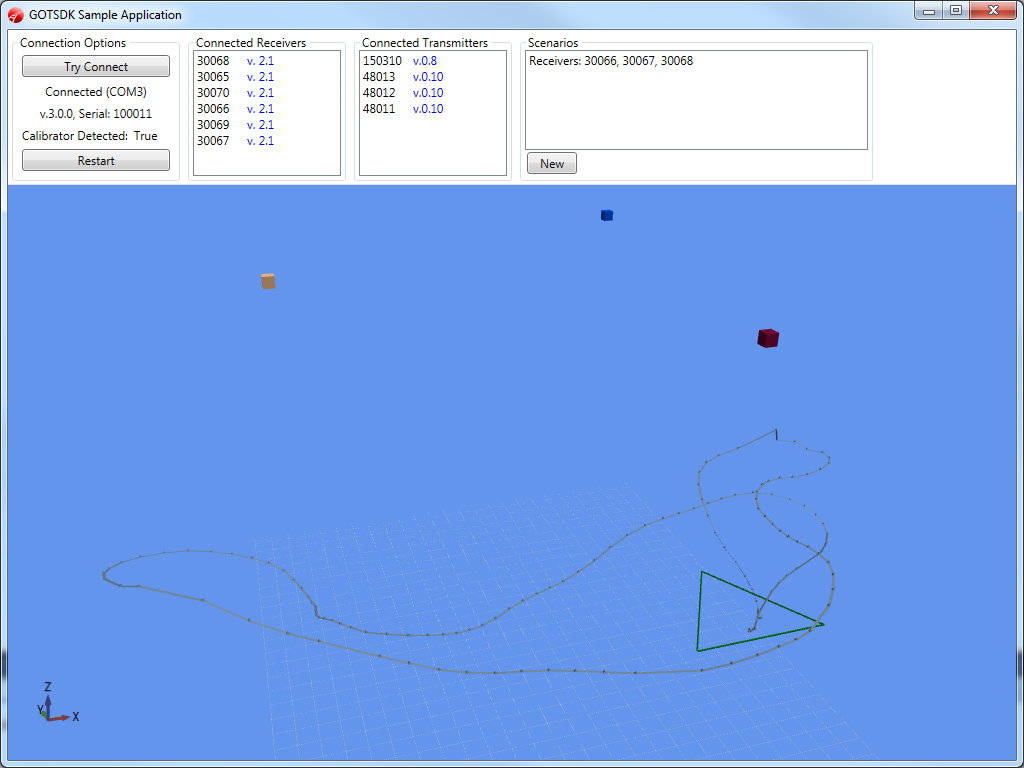 GOTSDK Sample Application
Connection Options
Try Connect
Connected (COM3)
v.3.0.0, Serial: 100011
Calibrator Detected: True
Restart
Connected Receivers
30068 v. 2.1
30065 v. 2.1
30070 v. 2.1
30066 v. 2.1
30069 v. 2.1
30067 v. 2.1
Connected Transmitters
150310 v.0.8
48013 v.0.10
48012 v.0.10
48011 v.0.10
Scenarios
Receivers: 30066, 30067, 30068
New
Z
Y
X